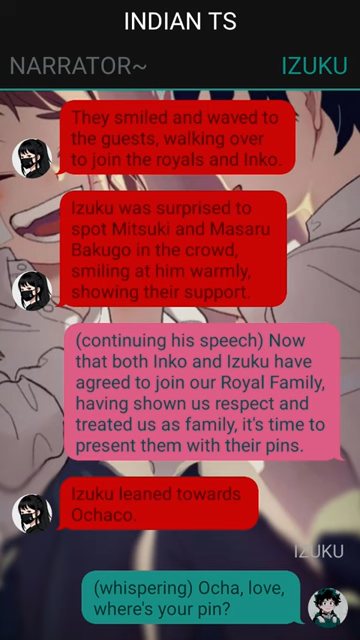 INDIAN TS
NARRATOR~ IZUKU
They smiled and waved to
the guests, walking over
to join the royals and Inko.
Izuku was surprised to
spot Mitsuki and Masaru
Bakugo in the crowd,
smiling at him warmly,
showing their support.
(continuing his speech) Now
that both Inko and Izuku have
agreed to join our Royal Family,
having shown us respect and
treated us as family, it's time to
present them with their pins.
Izuku leaned towards
Ochaco.
IZUKU
(whispering) Ocha, love,
where's your pin?